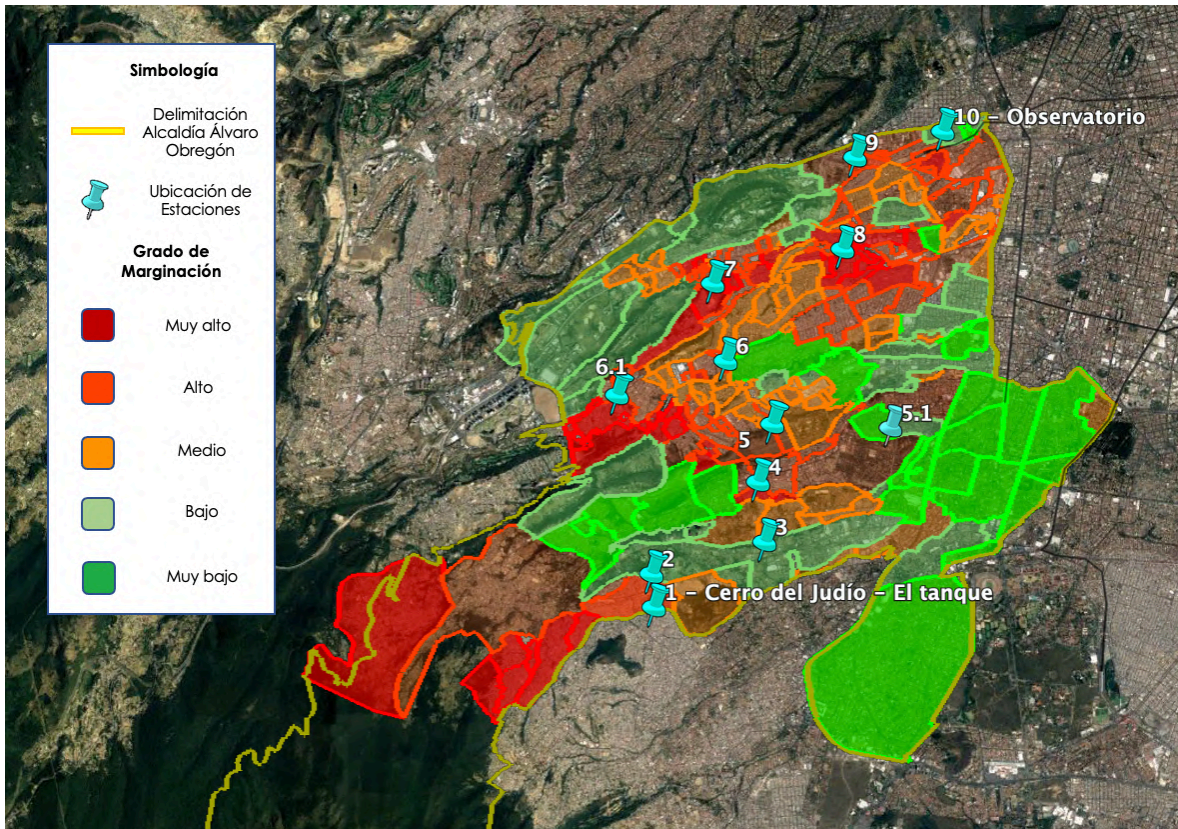 Simbología
Delimitación
Alcaldía Álvaro
Obregón
Ubicación de
Estaciones
Grado de
Marginación
Muy alto
Alto
Medio
Bajo
Muy bajo
10 – Observatorio
9
8
7
6
6.1
5.1
5
4
3
2
1 – Cerro del Judío – El tanque